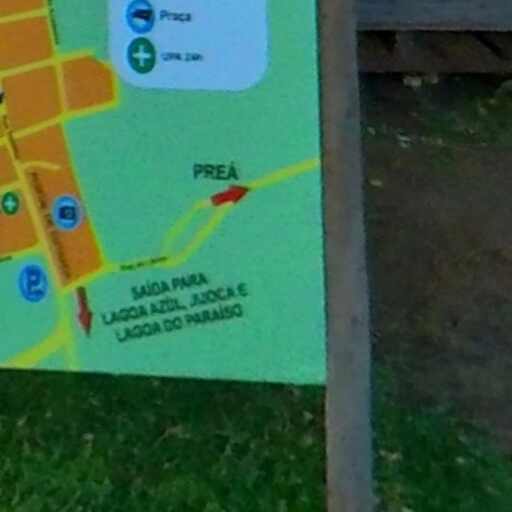 Praça
UPA 24h
PREÁ
SAÍDA PARA
LAGOA AZUL, JIJOCA E
LAGOA DO PARAÍSO
P